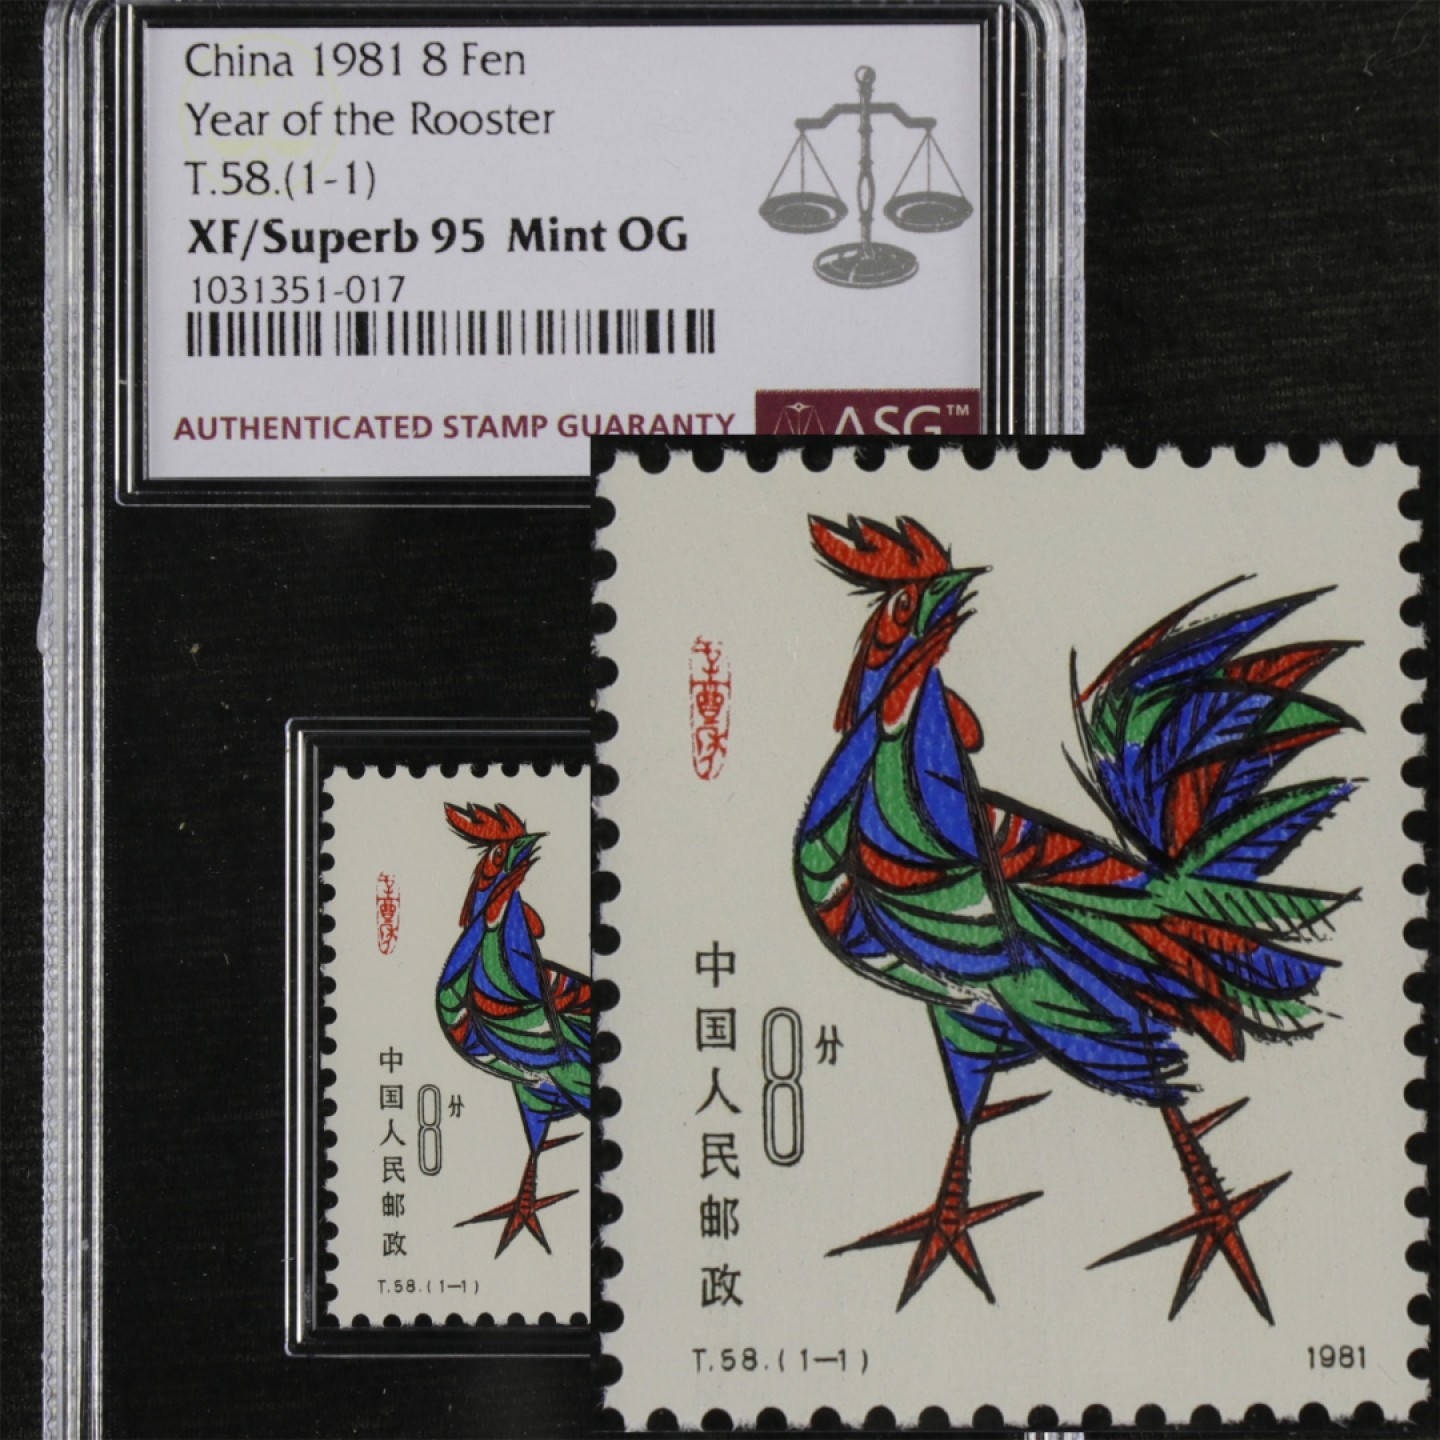 China 1981 8 Fen
Year of the Rooster
T.58.(1-1)
XF/Superb 95 Mint OG
1031351-017
AUTHENTICATED STAMP GUARANTY
ASG™
中国人民邮政
8分
T.58.(1—1)
中国人民邮政
8分
T.58.(1—1)
1981